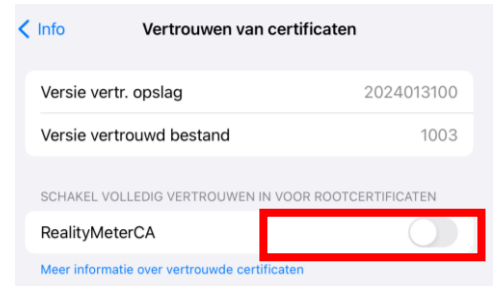 Info Vertrouwen van certificaten
Versie vertr. opslag 2024013100
Versie vertrouwd bestand 1003
SCHAKEL VOLLEDIG VERTROUWEN IN VOOR ROOTCERTIFICATEN
RealityMeterCA
Meer informatie over vertrouwde certificaten